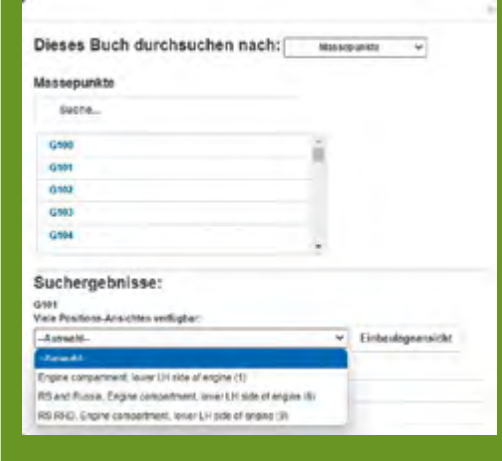 Dieses Buch durchsuchen nach: Massepunkte
Massepunkte
Suche...
G100
G101
G102
G103
G104
Suchergebnisse:
G101
Viele Positions-Ansichten verfügbar:
--Auswahl-- Einbaulageansicht
--Auswahl--
Engine compartment, lower LH side of engine (1)
RS and Russia, Engine compartment, lower LH side of engine
RS RHD, Engine compartment, lower LH side of engine